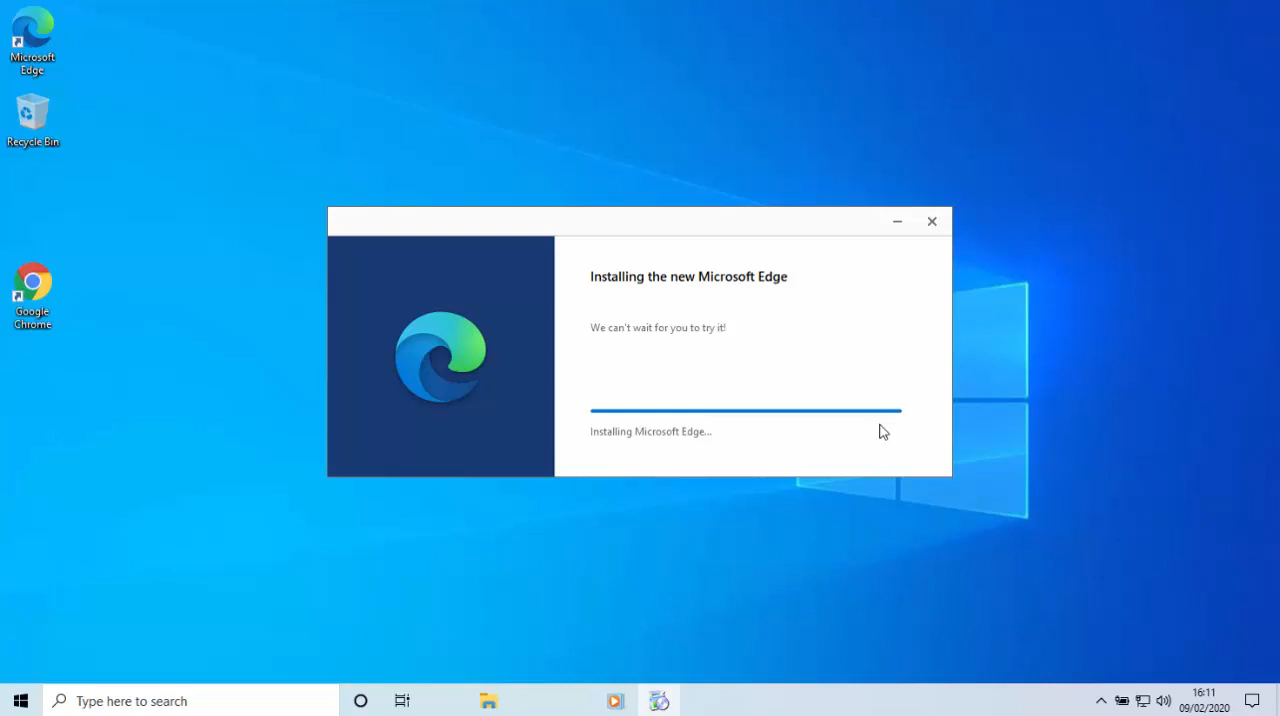 Microsoft
Edge
Recycle Bin
Google
Chrome
Installing the new Microsoft Edge
We can't wait for you to try it!
Installing Microsoft Edge...
Type here to search
16:11
09/02/2020